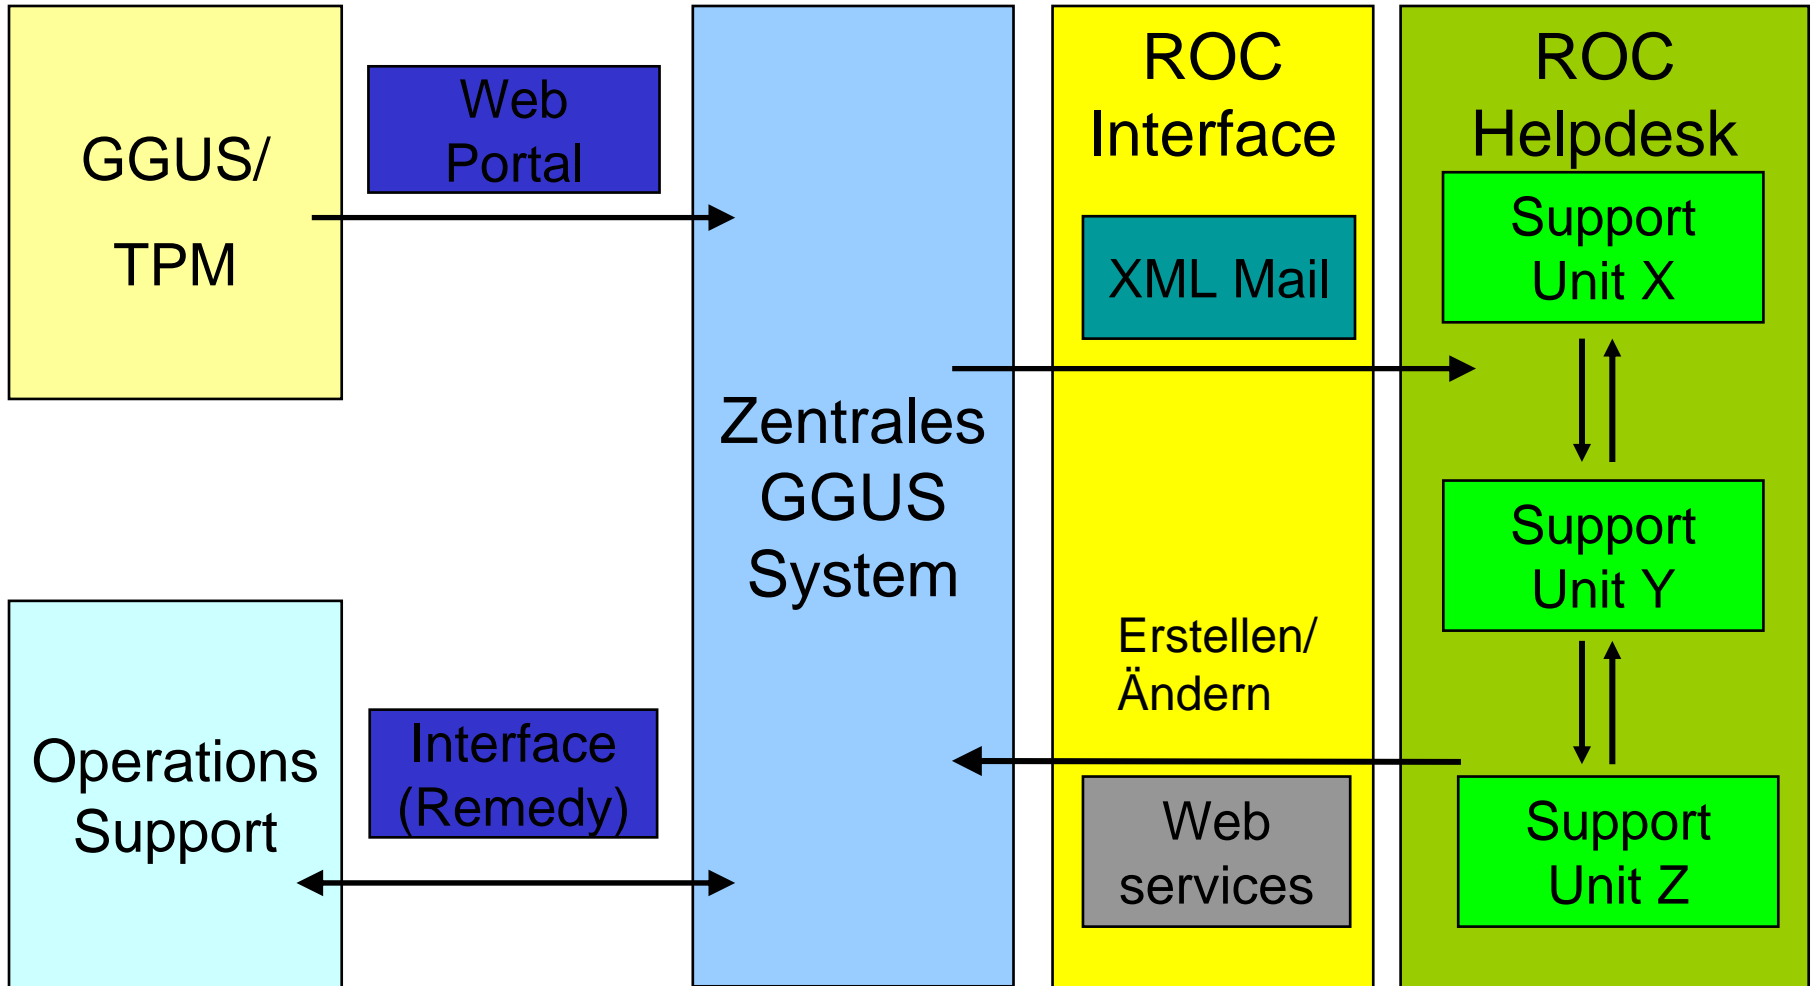 GGUS/
TPM
Web
Portal
Operations
Support
Interface
(Remedy)
Zentrales
GGUS
System
ROC
Interface
XML Mail
Erstellen/
Ändern
Web
services
ROC
Helpdesk
Support
Unit X
Support
Unit Y
Support
Unit Z